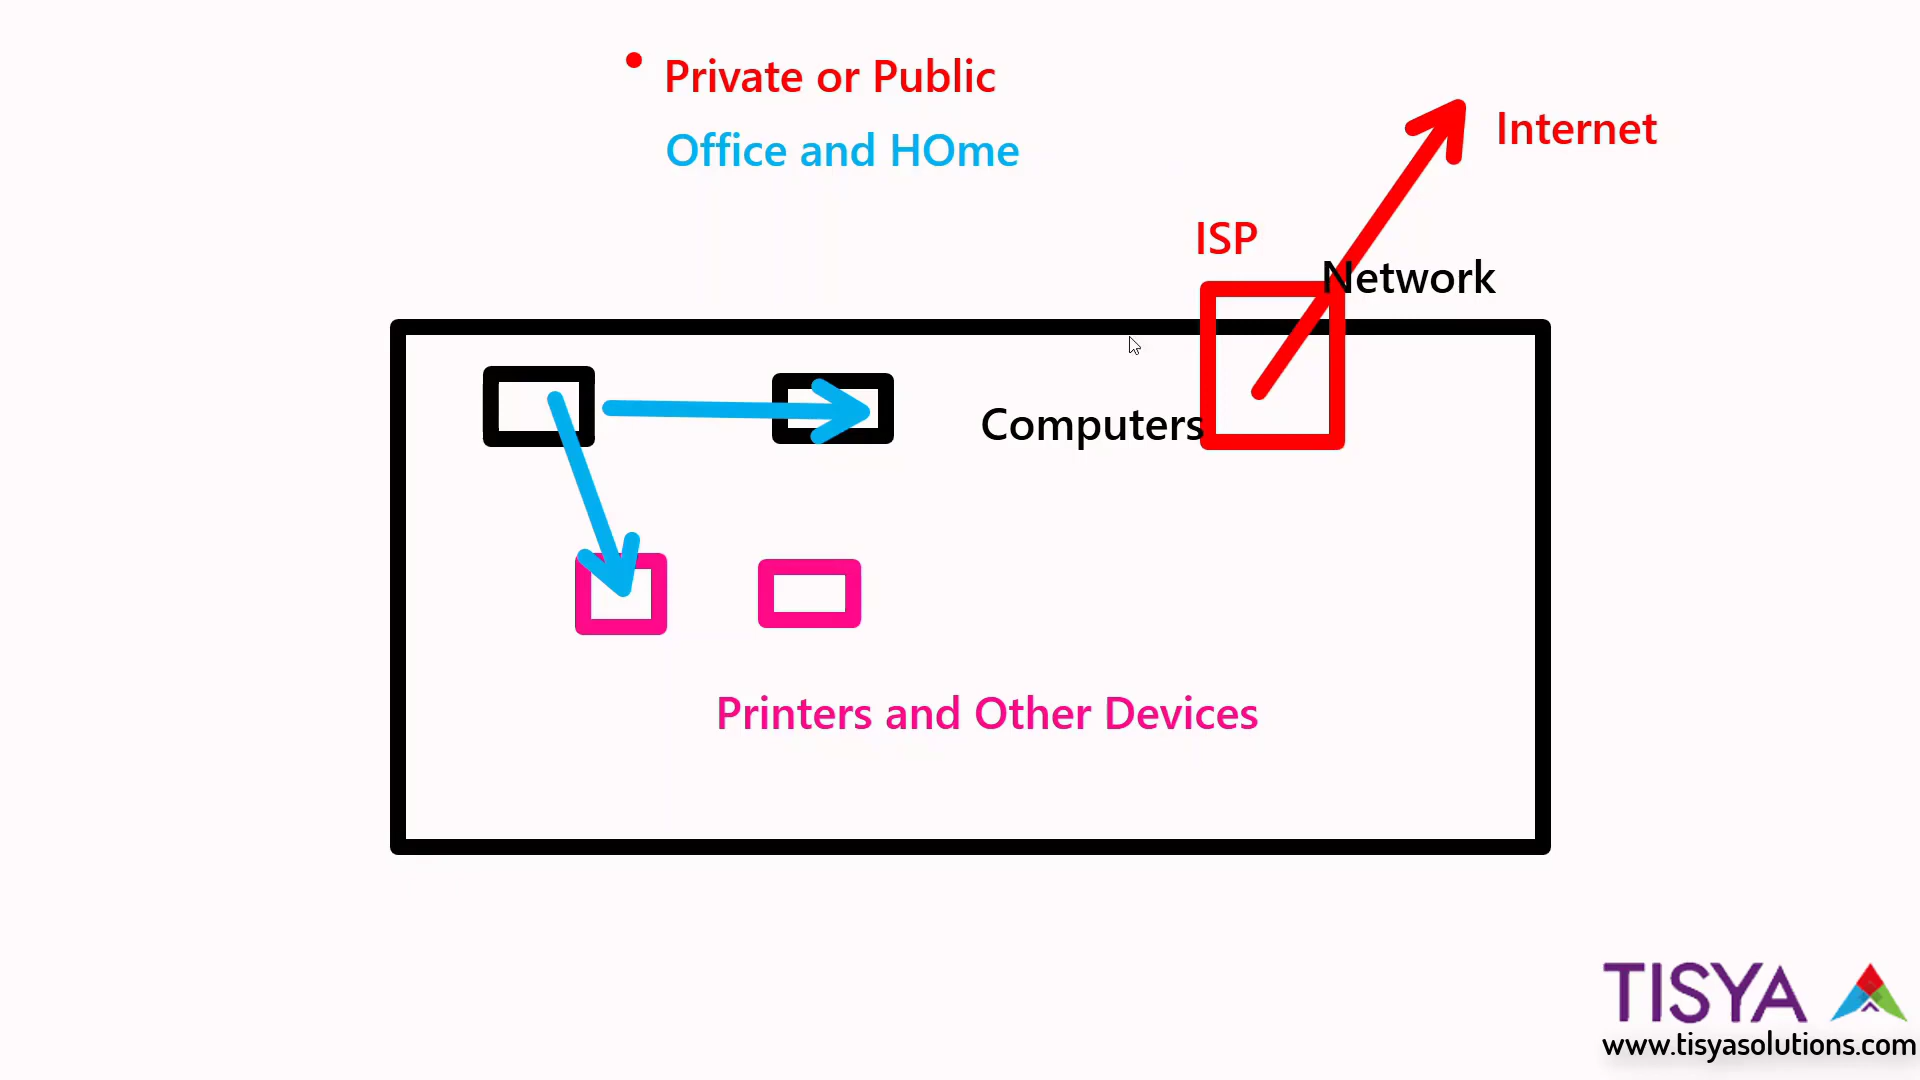 Private or Public
Office and HOme
Internet
ISP
Network
Computers
Printers and Other Devices
TISYA
www.tisyasolutions.com